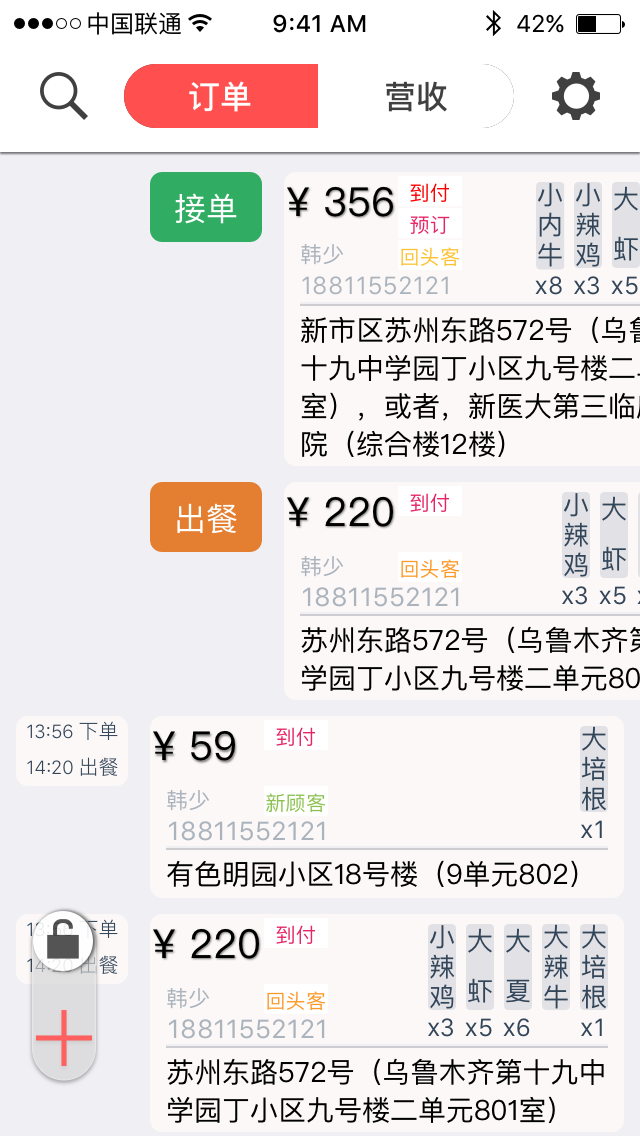 中国联通 9:41 AM 42%
订单 营收
接单
¥ 356 到付
预订
韩少 回头客
18811552121
小内牛 小辣鸡 大虾
x8 x3 x5
新市区苏州东路572号（乌鲁
十九中学园丁小区九号楼二
室），或者，新医大第三临
院（综合楼12楼）
出餐
¥ 220 到付
韩少 回头客
18811552121
小辣鸡 大虾
x3 x5
苏州东路572号（乌鲁木齐第
学园丁小区九号楼二单元80
13:56 下单
14:20 出餐
¥ 59 到付
韩少 新顾客
18811552121
大培根
x1
有色明园小区18号楼（9单元802）
下单
出餐
¥ 220 到付
韩少 回头客
18811552121
小辣鸡 大虾 大夏 大辣牛 大培根
x3 x5 x6 x1
苏州东路572号（乌鲁木齐第十九中
学园丁小区九号楼二单元801室）